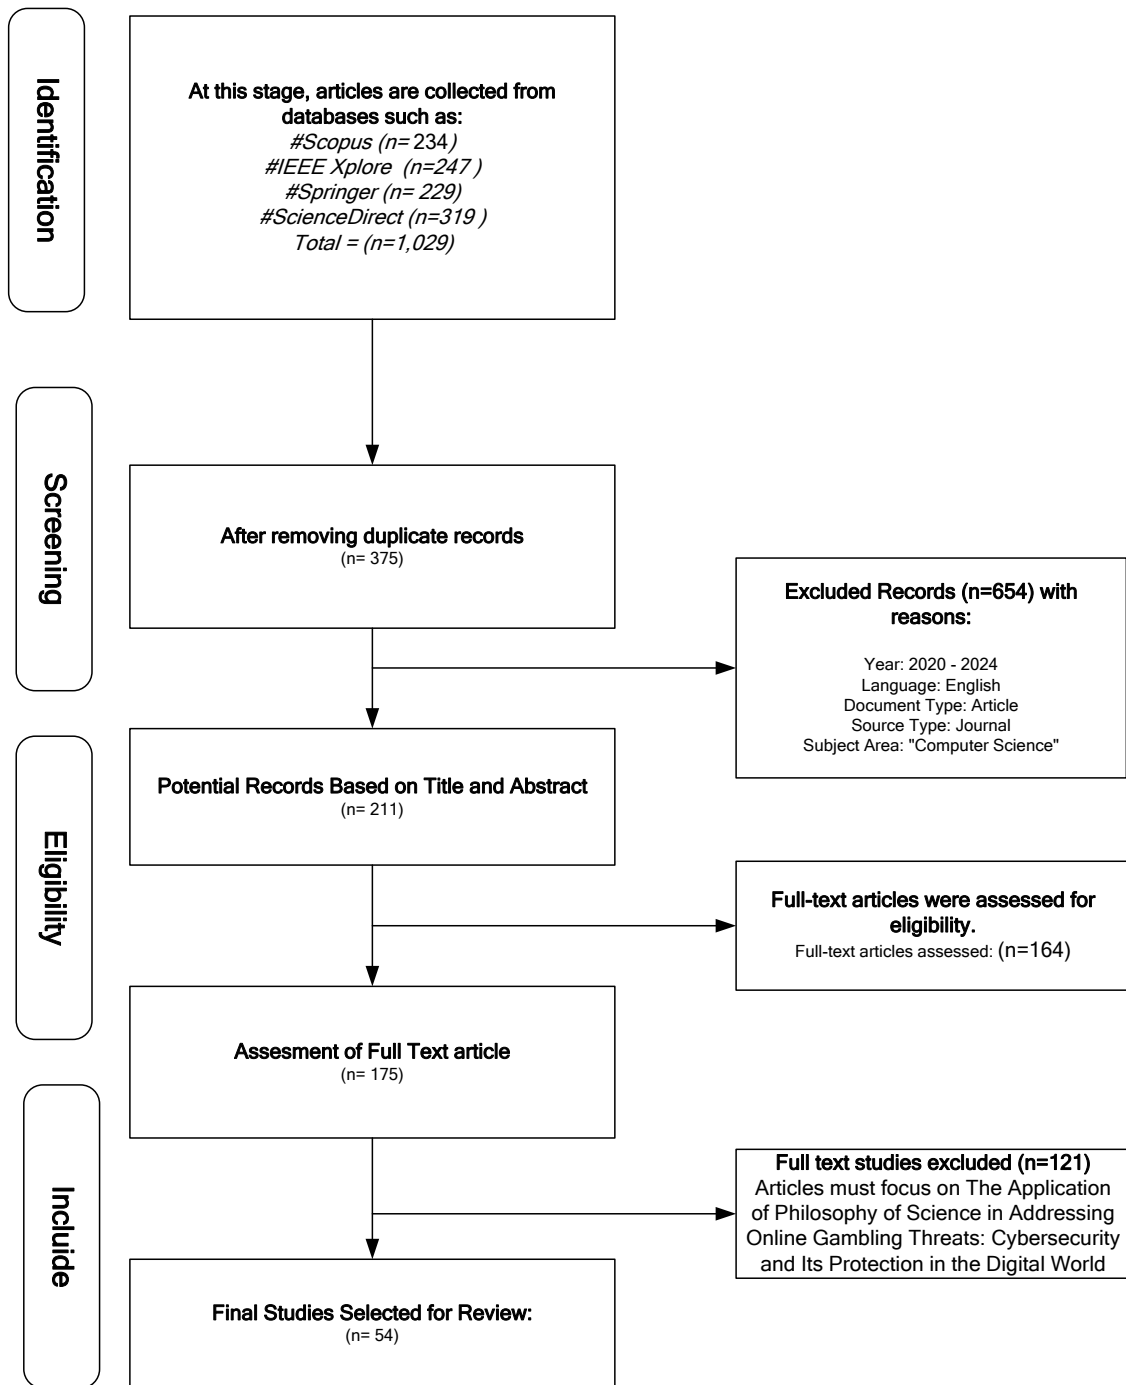 Identification
At this stage, articles are collected from
databases such as:
#Scopus (n= 234)
#IEEE Xplore (n=247 )
#Springer (n= 229)
#ScienceDirect (n=319 )
Total = (n=1,029)
Screening
After removing duplicate records
(n= 375)
Excluded Records (n=654) with
reasons:
Year: 2020 - 2024
Language: English
Document Type: Article
Source Type: Journal
Subject Area: "Computer Science"
Eligibility
Potential Records Based on Title and Abstract
(n= 211)
Full-text articles were assessed for
eligibility.
Full-text articles assessed: (n=164)
Assesment of Full Text article
(n= 175)
Incluide
Full text studies excluded (n=121)
Articles must focus on The Application
of Philosophy of Science in Addressing
Online Gambling Threats: Cybersecurity
and Its Protection in the Digital World
Final Studies Selected for Review:
(n= 54)